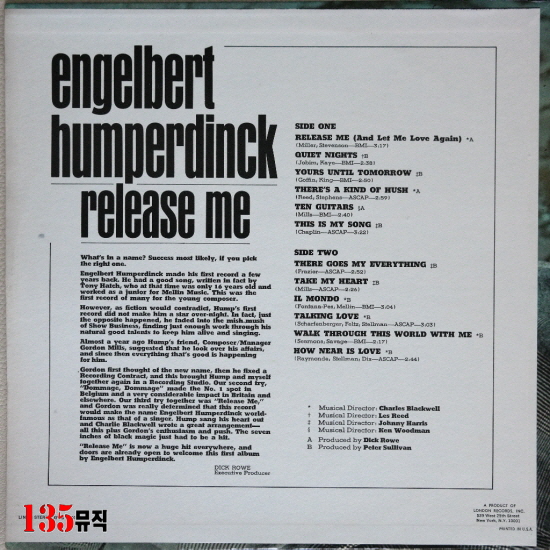 engelbert
humperdinck
release me
What's in a name? Success most likely, if you pick
the right one.
Engelbert Humperdinck made his first record a few
years back. He had a good song, written in fact by
Tony Hatch, who at that time was only 16 years old and
worked as a junior for Mellin Music. This was the
first record of many for the young composer.
However, as fiction would contradict, Hump's first
record did not make him a star over-night. In fact, just
the opposite happened, he faded into the mish-mush
of Show Business, finding just enough work through his
natural good talents to keep him alive and singing.
Almost a year ago Hump's friend, Composer/Manager
Gordon Mills, suggested that he look over his affairs,
and since then everything that's good is happening
for him.
Gordon first thought of the new name, then he fixed a
Recording Contract, and this brought Hump and myself
together again in a Recording Studio. Our second try,
"Dommage, Dommage" made the No. 1 spot in
Belgium and a very considerable impact in Britain and
elsewhere. Our third try together was "Release Me,"
and Gordon was really determined that this record
would make the name Engelbert Humperdinck world-
famous as that of a singer. Hump sang his heart out
and Charlie Blackwell wrote a great arrangement—
all this plus Gordon's enthusiasm and push. The seven
inches of black magic just had to be a hit.
"Release Me" is now a huge hit everywhere, and
doors are already open to welcome this first album
by Engelbert Humperdinck.
DICK ROWE
Executive Producer
SIDE ONE
RELEASE ME (And Let Me Love Again) *A
(Miller, Stevenson—BMI—3:17)
QUIET NIGHTS ‡B
(Jobim, Kaye—BMI—2:38)
YOURS UNTIL TOMORROW ‡B
(Goffin, King—BMI—2:50)
THERE'S A KIND OF HUSH *A
(Reed, Stephens—ASCAP—2:59)
TEN GUITARS ‡A
(Mills—BMI—2:40)
THIS IS MY SONG ‡B
(Chaplin—ASCAP—3:22)
SIDE TWO
THERE GOES MY EVERYTHING ‡B
(Frazier—ASCAP—2:52)
TAKE MY HEART ‡B
(Mills—ASCAP—2:26)
IL MONDO *B
(Fontana-Pes, Mellin—BMI—3:04)
TALKING LOVE *B
(Scharfenberger, Feltz, Stellman—ASCAP—3:03)
WALK THROUGH THIS WORLD WITH ME *B
(Seamons, Savage—BMI—2:17)
HOW NEAR IS LOVE *B
(Raymonde, Stellman, Dix—ASCAP—2:44)
* Musical Director: Charles Blackwell
Musical Director: Les Reed
Musical Director: Johnny Harris
Musical Director: Ken Woodman
A Produced by Dick Rowe
B Produced by Peter Sullivan
A PRODUCT OF
LONDON RECORDS, INC.
539 West 25th Street
New York, N.Y. 10001
PRINTED IN U.S.A.
135뮤직